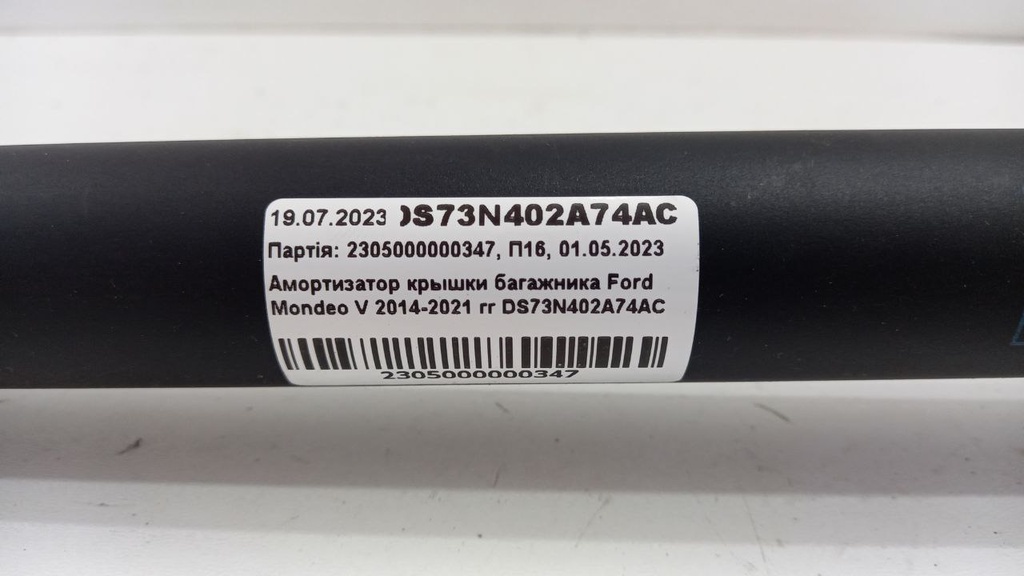 19.07.2023 DS73N402A74AC
Партія: 2305000000347, П16, 01.05.2023
Амортизатор крышки багажника Ford
Mondeo V 2014-2021 гг DS73N402A74AC
2305000000347